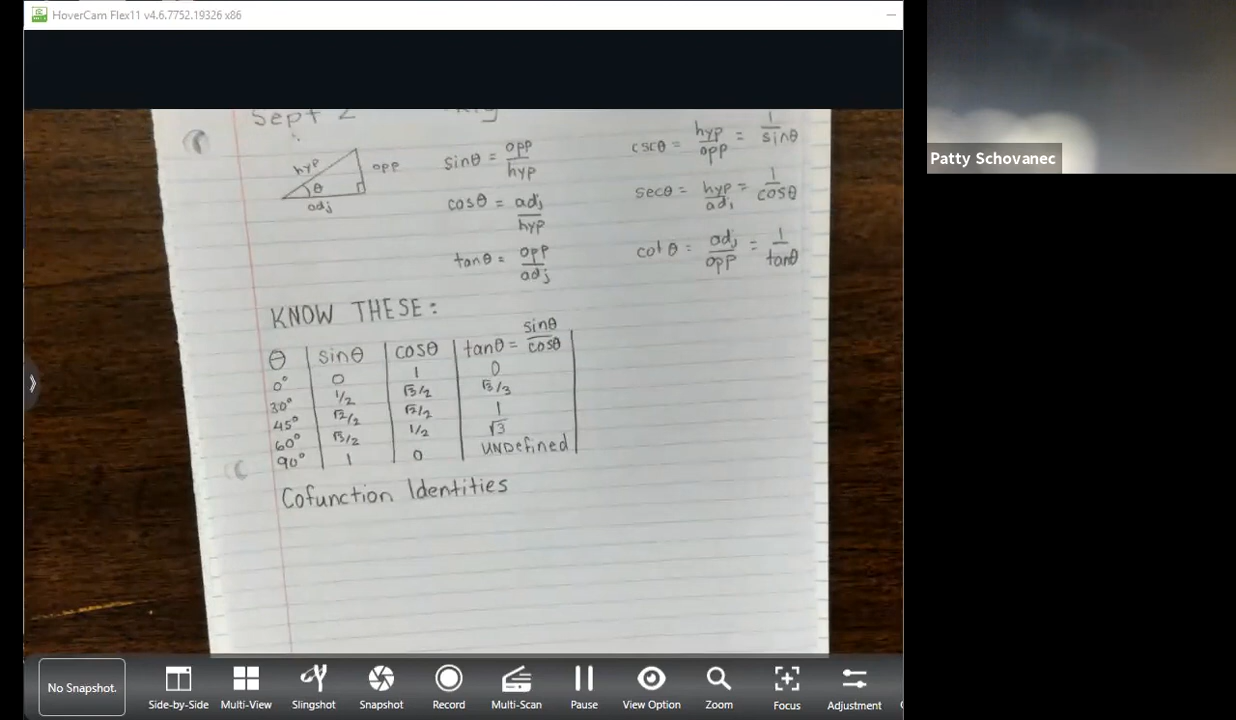 HoverCam Flex11 v4.6.7752.19326 x86
Patty Schovanec
Sept 2
hyp opp θ adj
sinθ = opp/hyp
cscθ = hyp/opp = 1/sinθ
cosθ = adj/hyp
secθ = hyp/adj = 1/cosθ
tanθ = opp/adj
cotθ = adj/opp = 1/tanθ
KNOW THESE:
θ sinθ cosθ tanθ = sinθ/cosθ
0° 0 1 0
30° 1/2 √3/2 √3/3
45° √2/2 √2/2 1
60° √3/2 1/2 √3
90° 1 0 UNDefined
Cofunction Identities
No Snapshot.
Side-by-Side Multi-View Slingshot Snapshot Record Multi-Scan Pause View Option Zoom Focus Adjustment